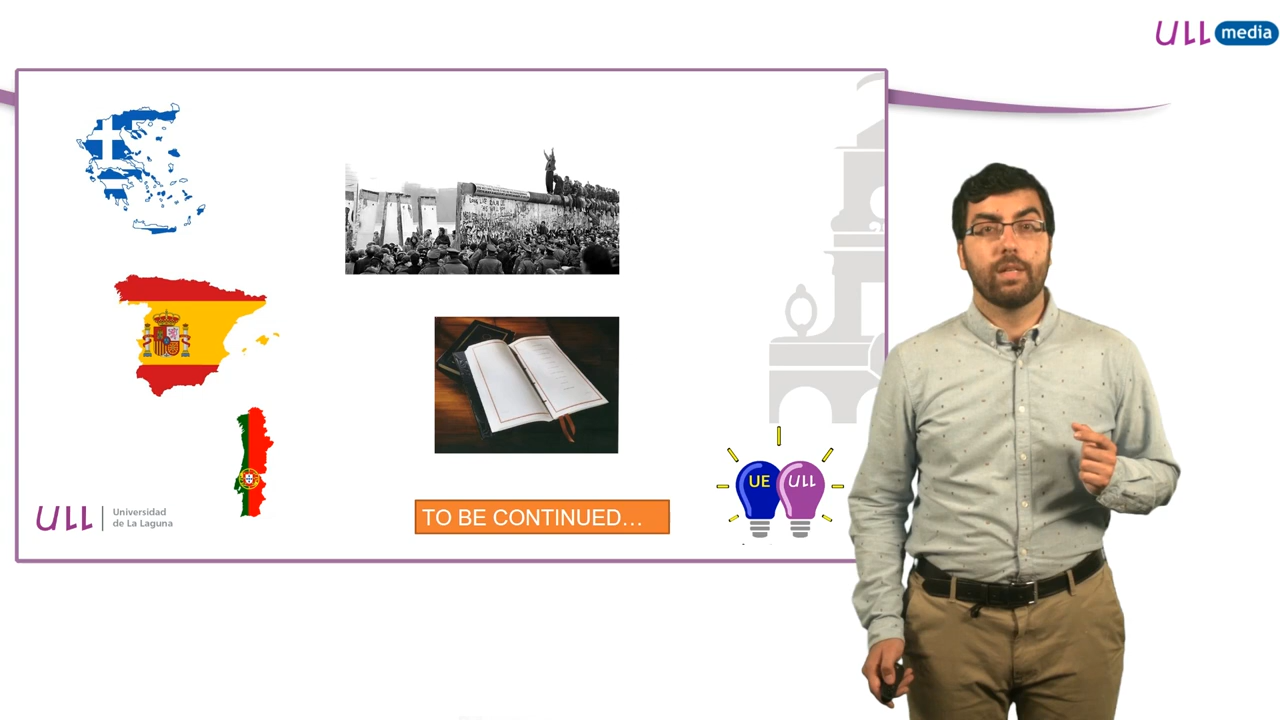 ULL media
ULL
Universidad
de La Laguna
TO BE CONTINUED...
UE
ULL